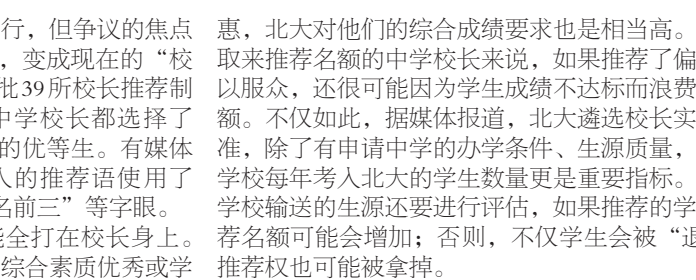 行，但争议的焦点
，变成现在的“校
批39所校长推荐制
中学校长都选择了
的优等生。有媒体
人的推荐语使用了
名前三”等字眼。
能全打在校长身上。
综合素质优秀或学
惠，北大对他们的综合成绩要求也是相当高。
取来推荐名额的中学校长来说，如果推荐了偏
以服众，还很可能因为学生成绩不达标而浪费
额。不仅如此，据媒体报道，北大遴选校长实
准，除了有申请中学的办学条件、生源质量，
学校每年考入北大的学生数量更是重要指标。
学校输送的生源还要进行评估，如果推荐的学
荐名额可能会增加；否则，不仅学生会被“退
推荐权也可能被拿掉。